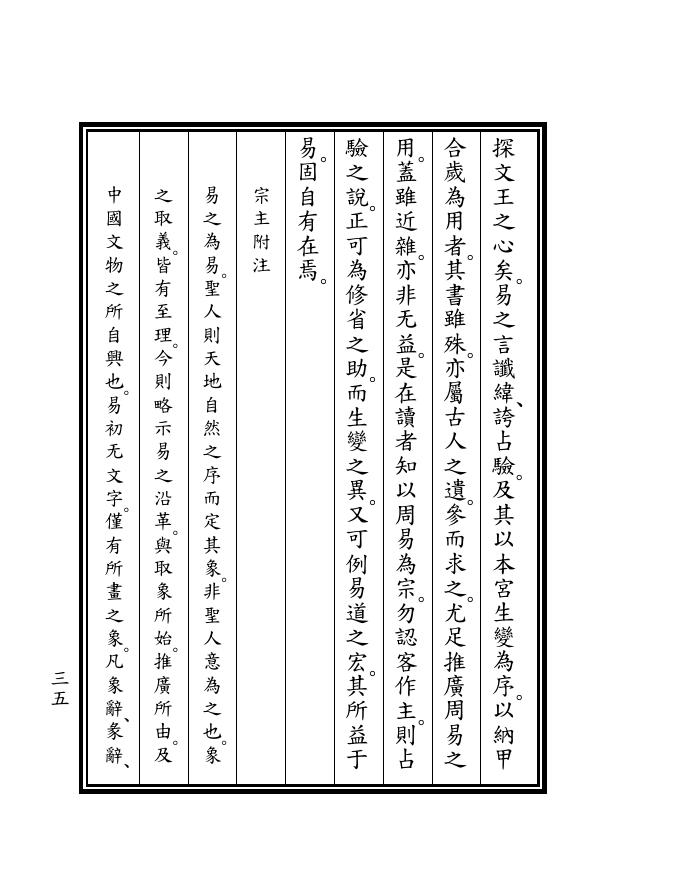 探文王之心矣。易之言讖緯、誇占驗。及其以本宮生變為序。以納甲
合歲為用者。其書雖殊。亦屬古人之遺。參而求之。尤足推廣周易之
用。蓋雖近雜。亦非无益。是在讀者知以周易為宗。勿認客作主。則占
驗之說。正可為修省之助。而生變之異。又可例易道之宏。其所益于
易。固自有在焉。
宗主附注
易之為易。聖人則天地自然之序而定其象。非聖人意為之也。象
之取義。皆有至理。今則略示易之沿革。與取象所始。推廣所由。及
中國文物之所自興也。易初无文字。僅有所畫之象。凡象辭、彖辭、
三五